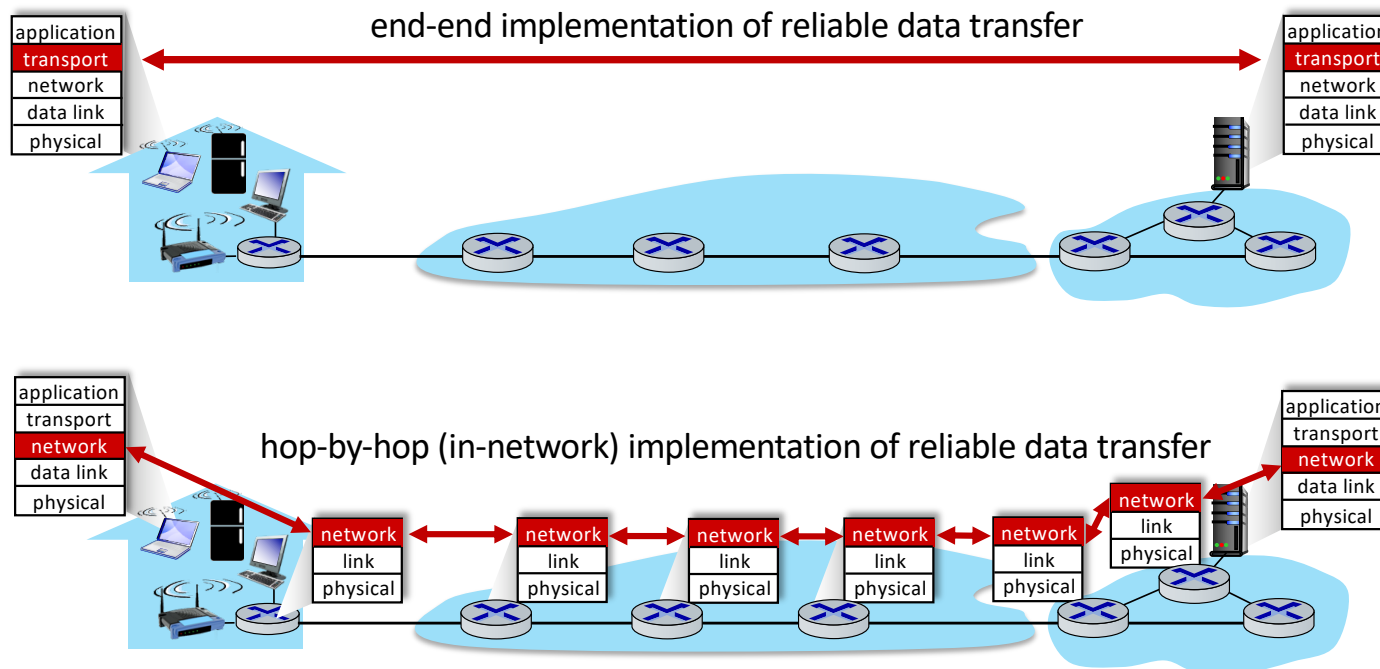 end-end implementation of reliable data transfer
application
transport
network
data link
physical
application
transport
network
data link
physical
hop-by-hop (in-network) implementation of reliable data transfer
application
transport
network
data link
physical
network
link
physical
network
link
physical
network
link
physical
network
link
physical
network
link
physical
network
link
physical
application
transport
network
data link
physical